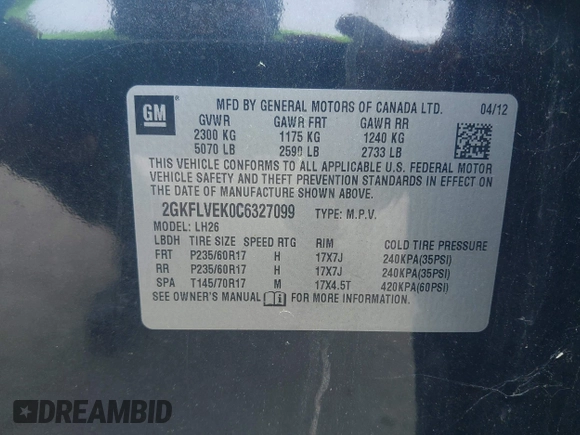 GM ®
MFD BY GENERAL MOTORS OF CANADA LTD. 04/12
GVWR GAWR FRT GAWR RR
2300 KG 1175 KG 1240 KG
5070 LB 2590 LB 2733 LB
THIS VEHICLE CONFORMS TO ALL APPLICABLE U.S. FEDERAL MOTOR
VEHICLE SAFETY AND THEFT PREVENTION STANDARDS IN EFFECT ON
THE DATE OF MANUFACTURE SHOWN ABOVE.
2GKFLVEK0C6327099 TYPE: M.P.V.
MODEL: LH26
LBDH TIRE SIZE SPEED RTG RIM COLD TIRE PRESSURE
FRT P235/60R17 H 17X7J 240KPA(35PSI)
RR P235/60R17 H 17X7J 240KPA(35PSI)
SPA T145/70R17 M 17X4.5T 420KPA(60PSI)
SEE OWNER'S MANUAL FOR MORE INFORMATION.
DREAMBID